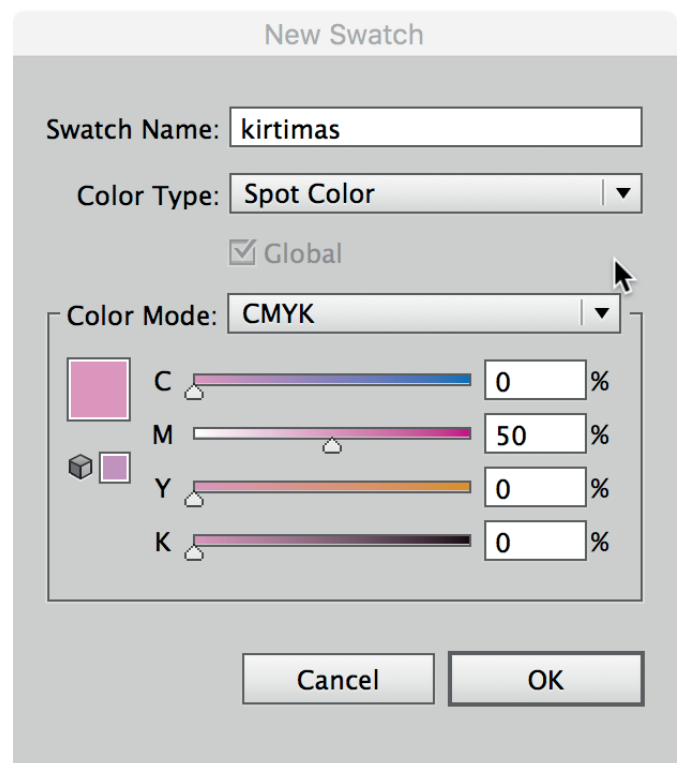 New Swatch
Swatch Name: kirtimas
Color Type: Spot Color
Global
Color Mode: CMYK
C 0 %
M 50 %
Y 0 %
K 0 %
Cancel OK